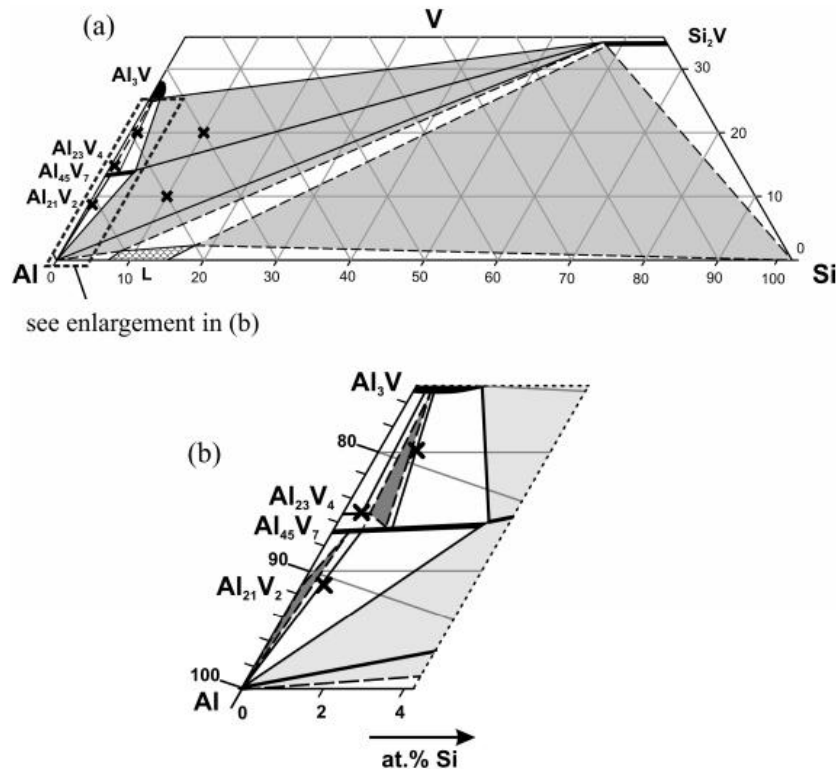 (a)
V
Si₂V
Al₃V
30
Al₂₃V₄
20
Al₄₅V₇
Al₂₁V₂
10
0
Al
0 10 L 20 30 40 50 60 70 80 90 100
Si
see enlargement in (b)
(b)
Al₃V
80
Al₂₃V₄
Al₄₅V₇
90
Al₂₁V₂
100
Al
0 2 4
at.% Si